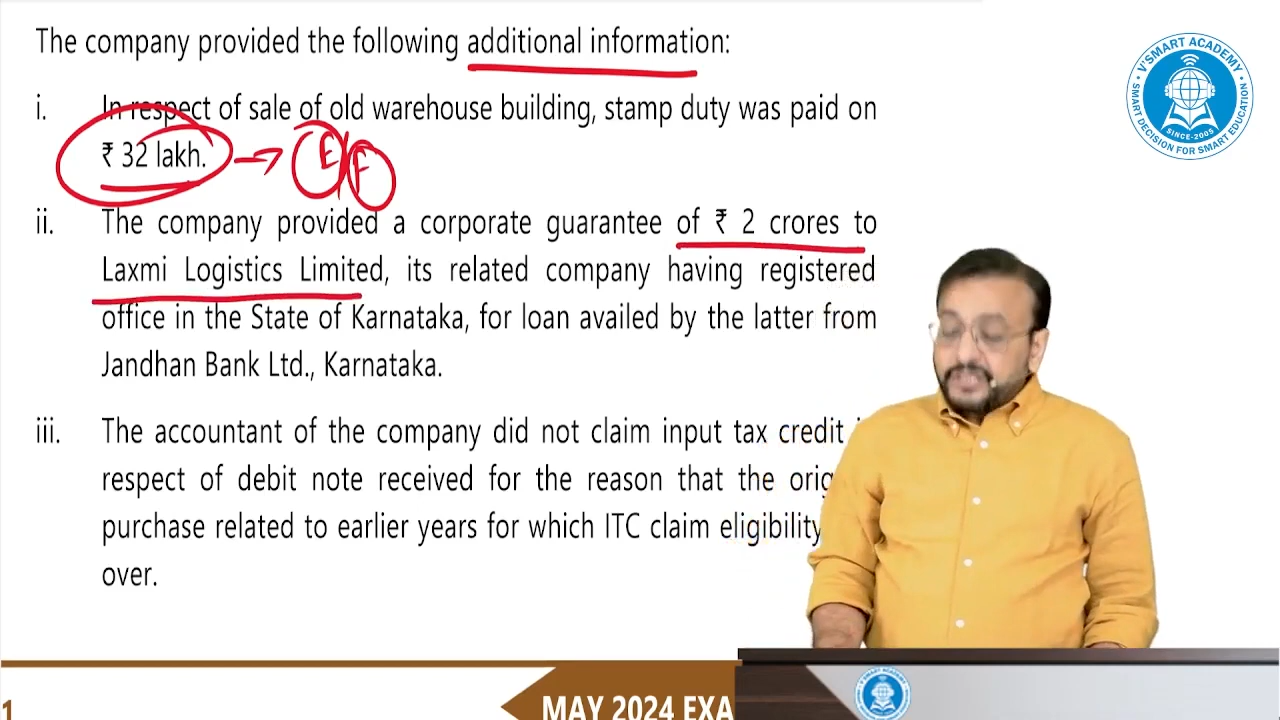 The company provided the following additional information:
i. In respect of sale of old warehouse building, stamp duty was paid on
₹ 32 lakh.
E/F
ii. The company provided a corporate guarantee of ₹ 2 crores to
Laxmi Logistics Limited, its related company having registered
office in the State of Karnataka, for loan availed by the latter from
Jandhan Bank Ltd., Karnataka.
iii. The accountant of the company did not claim input tax credit
respect of debit note received for the reason that the
purchase related to earlier years for which ITC claim eligibility
over.
1
MAY 2024 EXA
V'SMART ACADEMY
SINCE-2005
SMART DECISION FOR SMART EDUCATION